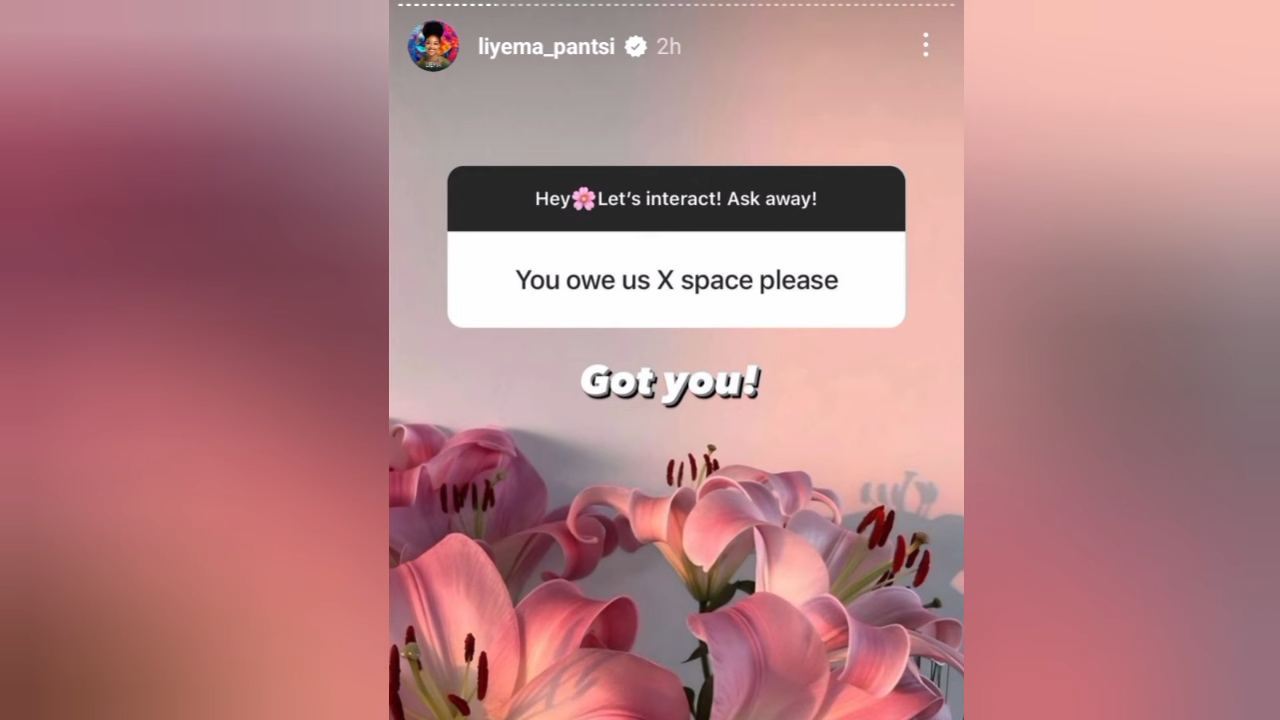 liyema_pantsi 2h
Hey🌸Let's interact! Ask away!
You owe us X space please
Got you!